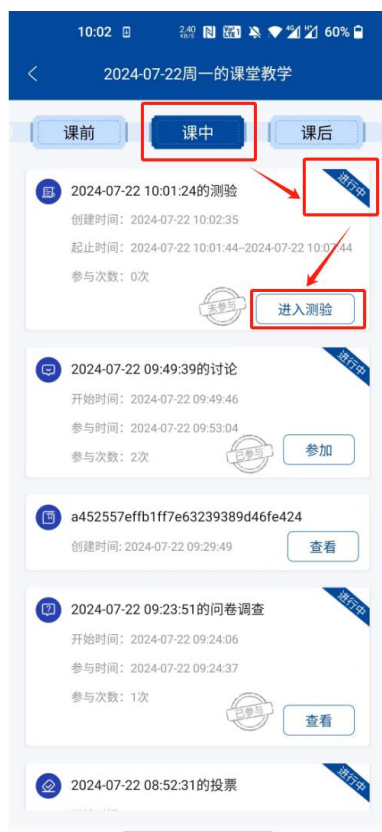 10:02 2.40 KB/S 4G 60%
2024-07-22周一的课堂教学
课前 课中 课后
进行中
2024-07-22 10:01:24的测验
创建时间：2024-07-22 10:02:35
起止时间：2024-07-22 10:01:44--2024-07-22 10:07:44
参与次数：0次
未参与
进入测验
进行中
2024-07-22 09:49:39的讨论
开始时间：2024-07-22 09:49:46
参与时间：2024-07-22 09:53:04
参与次数：2次
已参与
参加
a452557effb1ff7e63239389d46fe424
创建时间: 2024-07-22 09:29:49
查看
进行中
2024-07-22 09:23:51的问卷调查
开始时间：2024-07-22 09:24:06
参与时间：2024-07-22 09:24:37
参与次数：1次
已参与
查看
进行中
2024-07-22 08:52:31的投票